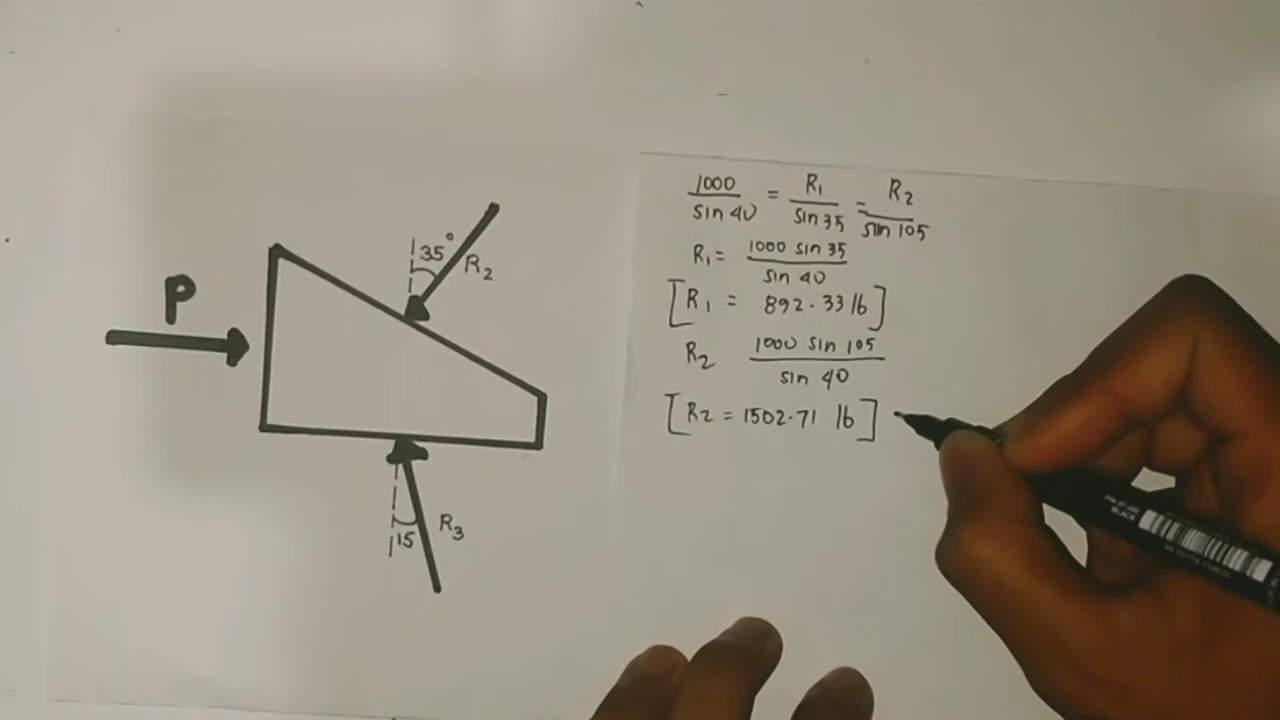 P
35°
R2
R3
15
1000/sin 40 = R1/sin 35 = R2/sin 105
R1 = 1000 sin 35/sin 40
[R1 = 892.33 lb]
R2 1000 sin 105/sin 40
[R2 = 1502.71 lb]
BLACK